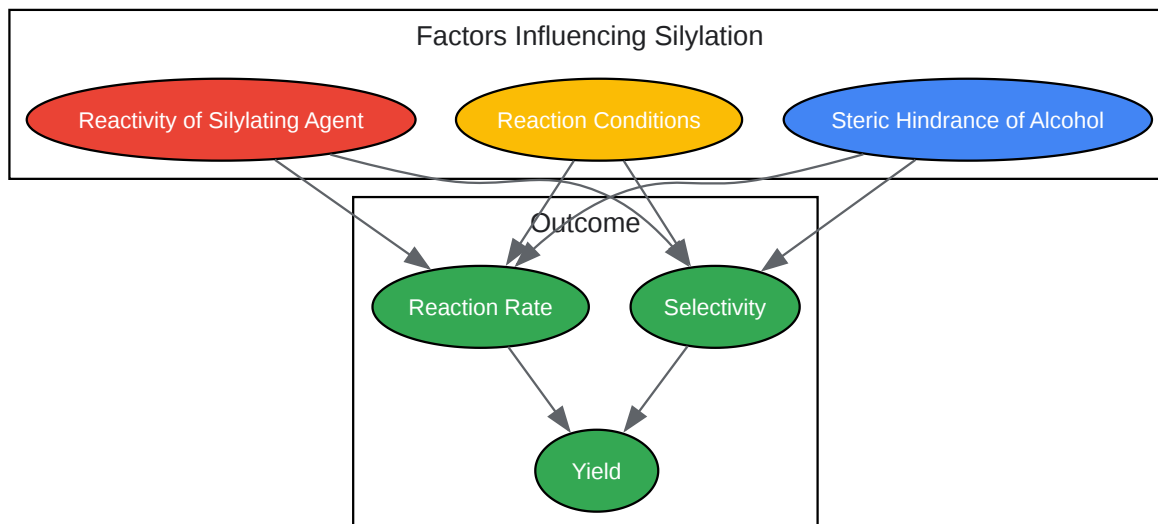 Factors Influencing Silylation
Reactivity of Silylating Agent
Reaction Conditions
Steric Hindrance of Alcohol
Outcome
Reaction Rate
Selectivity
Yield